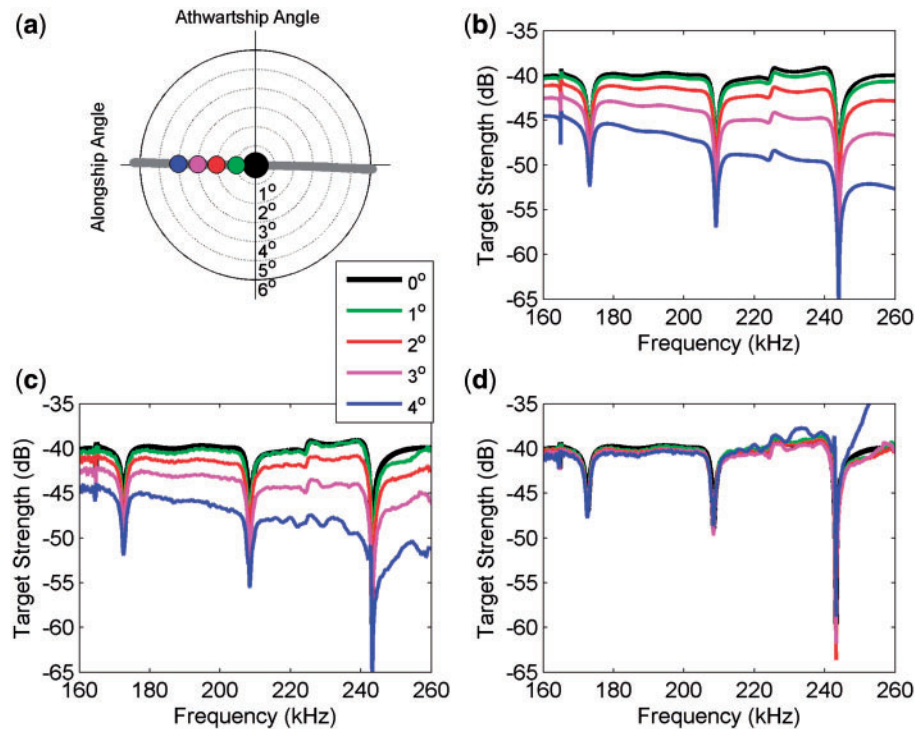 (a)
Athwartship Angle
Alongship Angle
1°
2°
3°
4°
5°
6°
0°
1°
2°
3°
4°
(b)
Target Strength (dB)
-35
-40
-45
-50
-55
-60
-65
160 180 200 220 240 260
Frequency (kHz)
(c)
Target Strength (dB)
-35
-40
-45
-50
-55
-60
-65
160 180 200 220 240 260
Frequency (kHz)
(d)
Target Strength (dB)
-35
-40
-45
-50
-55
-60
-65
160 180 200 220 240 260
Frequency (kHz)